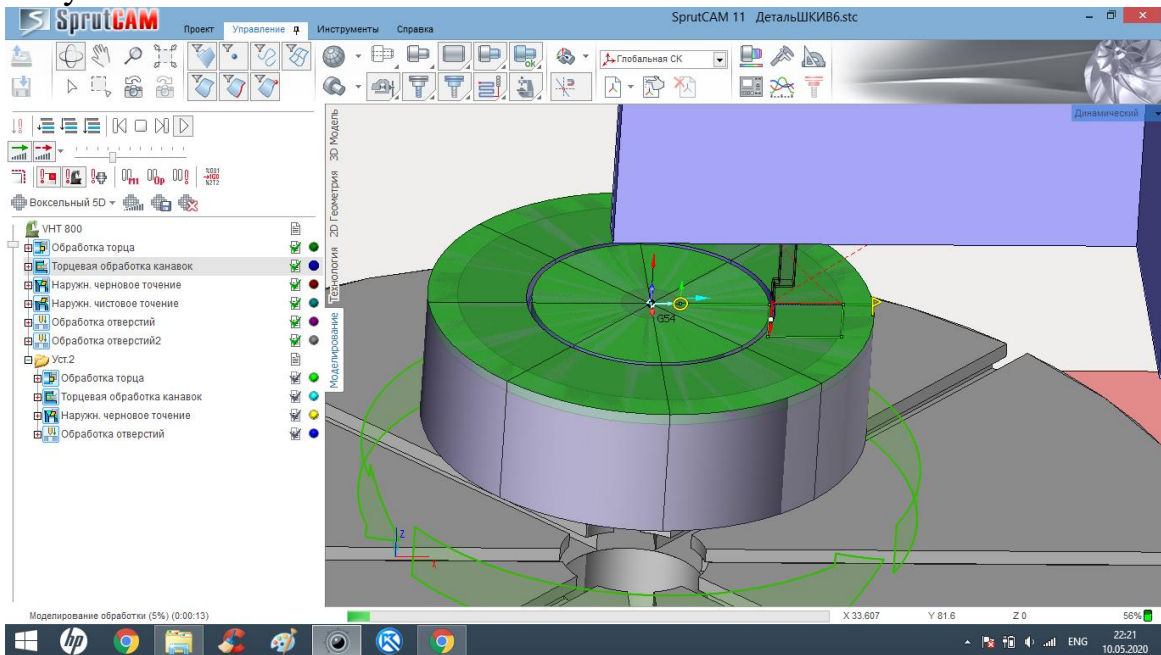 SprutCAM
SprutCAM 11 ДетальШКИВ6.stc
Проект Управление Инструменты Справка
Глобальная СК
Динамический
3D Модель
2D Геометрия
Технология
Моделирование
M1 Op
Воксельный 5D
VHT 800
Обработка торца
Торцевая обработка канавок
Наружн. черновое точение
Наружн. чистовое точение
Обработка отверстий
Обработка отверстий2
Уст.2
Обработка торца
Торцевая обработка канавок
Наружн. черновое точение
Обработка отверстий
G54
Z
X
Моделирование обработки (5%) (0:00:13)
X 33.607 Y 81.6 Z 0 56%
hp
K
ENG
22:21
10.05.2020